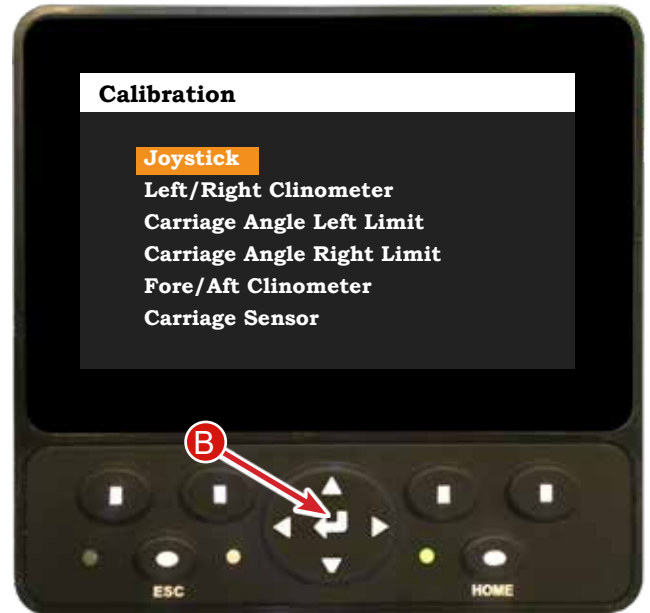 Calibration
Joystick
Left/Right Clinometer
Carriage Angle Left Limit
Carriage Angle Right Limit
Fore/Aft Clinometer
Carriage Sensor
B
ESC
HOME